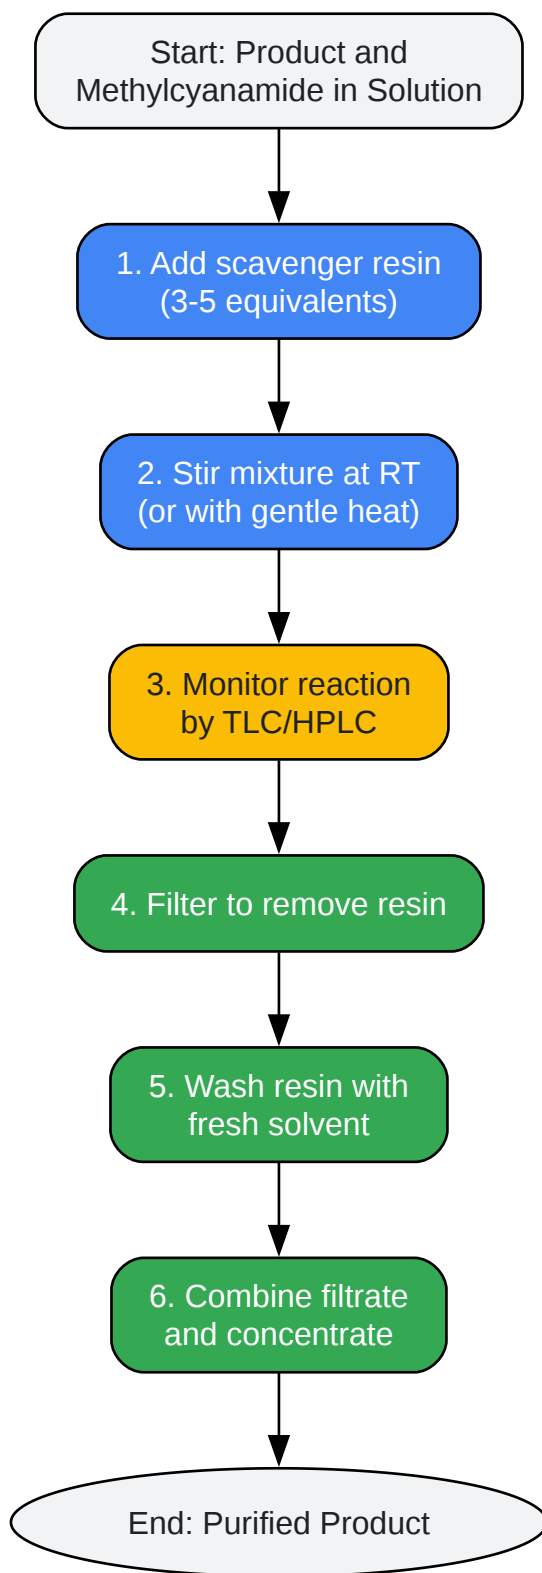 Start: Product and
Methylcyanamide in Solution
1. Add scavenger resin
(3-5 equivalents)
2. Stir mixture at RT
(or with gentle heat)
3. Monitor reaction
by TLC/HPLC
4. Filter to remove resin
5. Wash resin with
fresh solvent
6. Combine filtrate
and concentrate
End: Purified Product